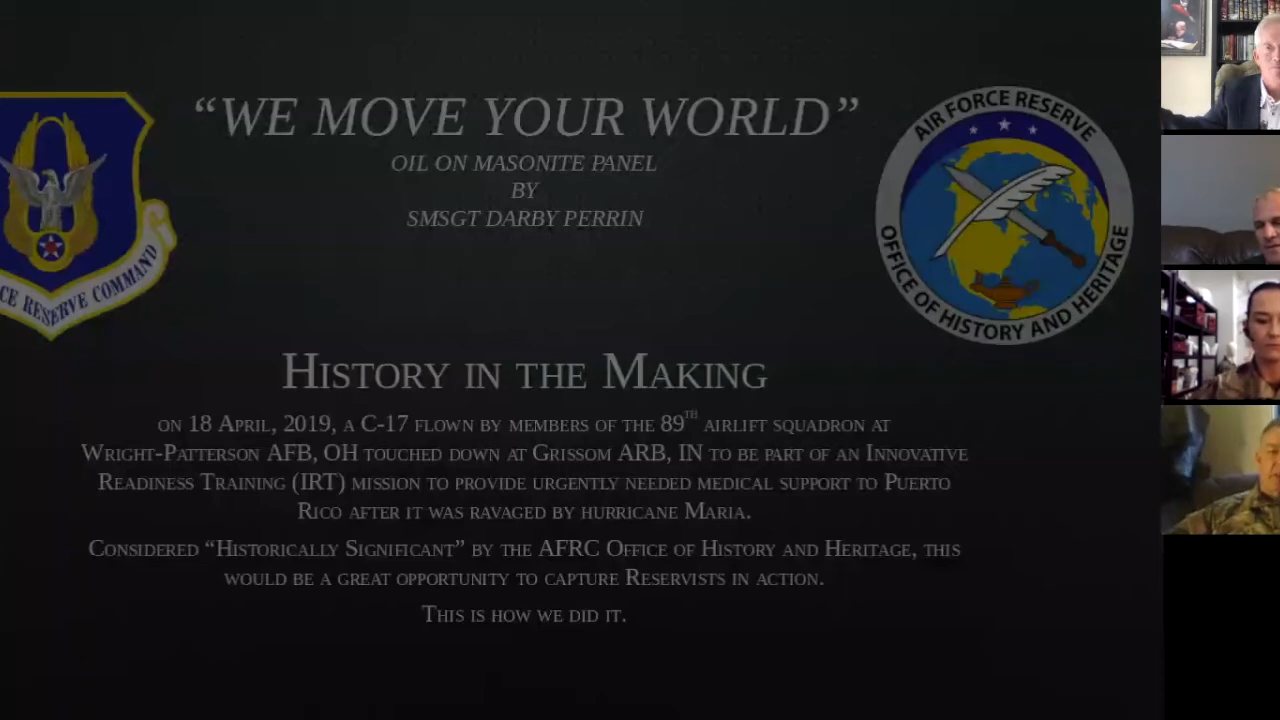 “WE MOVE YOUR WORLD”
OIL ON MASONITE PANEL
BY
SMSGT DARBY PERRIN
CE RESERVE COMMAND
AIR FORCE RESERVE
OFFICE OF HISTORY AND HERITAGE
HISTORY IN THE MAKING
ON 18 APRIL, 2019, A C-17 FLOWN BY MEMBERS OF THE 89TH AIRLIFT SQUADRON AT
WRIGHT-PATTERSON AFB, OH TOUCHED DOWN AT GRISSOM ARB, IN TO BE PART OF AN INNOVATIVE
READINESS TRAINING (IRT) MISSION TO PROVIDE URGENTLY NEEDED MEDICAL SUPPORT TO PUERTO
RICO AFTER IT WAS RAVAGED BY HURRICANE MARIA.
CONSIDERED “HISTORICALLY SIGNIFICANT” BY THE AFRC OFFICE OF HISTORY AND HERITAGE, THIS
WOULD BE A GREAT OPPORTUNITY TO CAPTURE RESERVISTS IN ACTION.
THIS IS HOW WE DID IT.